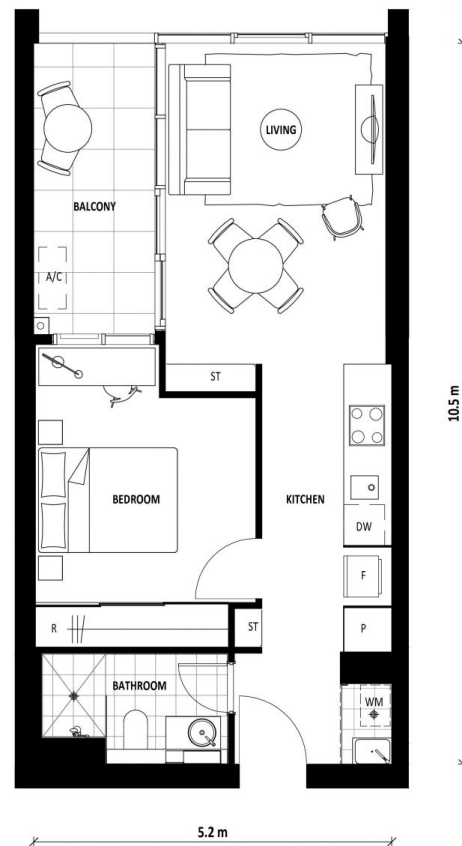 LIVING
BALCONY
A/C
ST
BEDROOM
KITCHEN
DW
F
R
ST
P
BATHROOM
WM
10.5 m
5.2 m